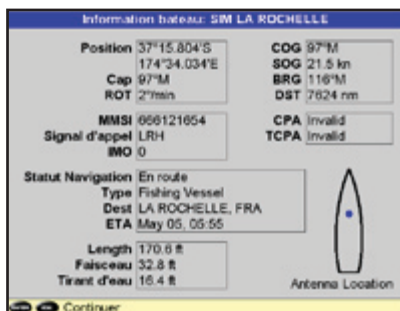 Information bateau: SIM LA ROCHELLE
Position 37°15.804'S
174°34.034'E
Cap 97°M
ROT 2°/min
COG 97°M
SOG 21.5 kn
BRG 116°M
DST 7624 nm
MMSI 666121654
Signal d'appel LRH
IMO 0
CPA Invalid
TCPA Invalid
Statut Navigation En route
Type Fishing Vessel
Dest LA ROCHELLE, FRA
ETA May 05, 05:55
Length 170.6 ft
Faisceau 32.8 ft
Tirant d'eau 16.4 ft
Antenna Location
Continuer